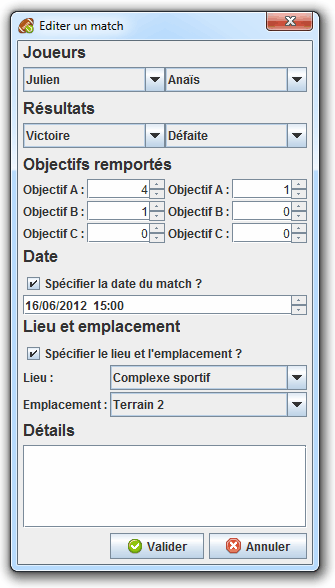 Editer un match
Joueurs
Julien Anaïs
Résultats
Victoire Défaite
Objectifs remportés
Objectif A : 4 Objectif A : 1
Objectif B : 1 Objectif B : 0
Objectif C : 0 Objectif C : 0
Date
Spécifier la date du match ?
16/06/2012 15:00
Lieu et emplacement
Spécifier le lieu et l'emplacement ?
Lieu : Complexe sportif
Emplacement : Terrain 2
Détails
Valider Annuler